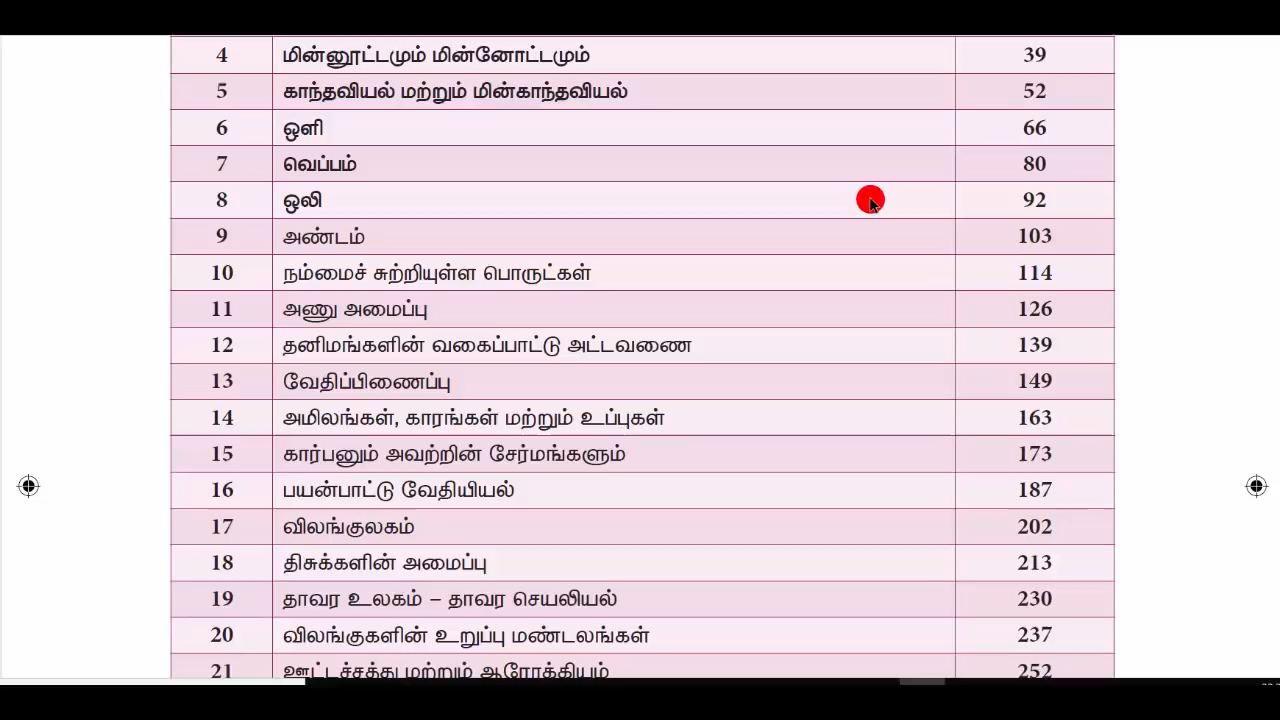 4 மின்னூட்டமும் மின்னோட்டமும் 39
5 காந்தவியல் மற்றும் மின்காந்தவியல் 52
6 ஒளி 66
7 வெப்பம் 80
8 ஒலி 92
9 அண்டம் 103
10 நம்மைச் சுற்றியுள்ள பொருட்கள் 114
11 அணு அமைப்பு 126
12 தனிமங்களின் வகைப்பாட்டு அட்டவணை 139
13 வேதிப்பிணைப்பு 149
14 அமிலங்கள், காரங்கள் மற்றும் உப்புகள் 163
15 கார்பனும் அவற்றின் சேர்மங்களும் 173
16 பயன்பாட்டு வேதியியல் 187
17 விலங்குலகம் 202
18 திசுக்களின் அமைப்பு 213
19 தாவர உலகம் – தாவர செயலியல் 230
20 விலங்குகளின் உறுப்பு மண்டலங்கள் 237
21 ஊட்டச்சத்து மற்றும் ஆரோக்கியம் 252